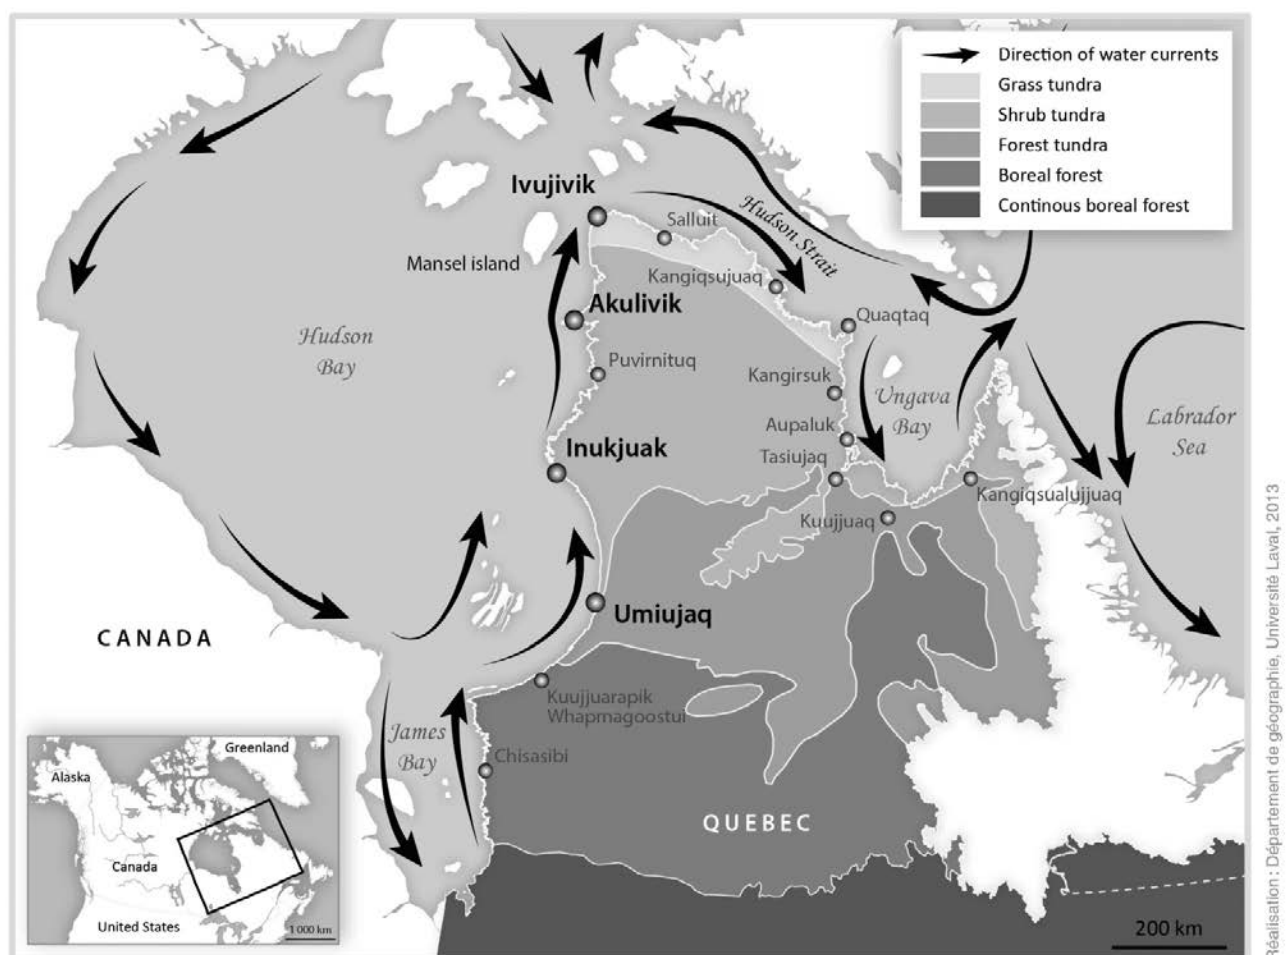 Direction of water currents
Grass tundra
Shrub tundra
Forest tundra
Boreal forest
Continous boreal forest
Ivujivik
Salluit
Hudson Strait
Mansel island
Kangiqsujuaq
Akulivik
Quaqtaq
Hudson
Bay
Puvirnituq
Kangirsuk
Ungava
Bay
Labrador
Sea
Aupaluk
Inukjuak
Tasiujaq
Kangiqsualujjuaq
Kuujjuaq
Umiujaq
CANADA
Kuujjuarapik
Whapmagoostui
James
Bay
Chisasibi
QUEBEC
Greenland
Alaska
Canada
United States
1 000 km
200 km
Réalisation : Département de géographie, Université Laval, 2013